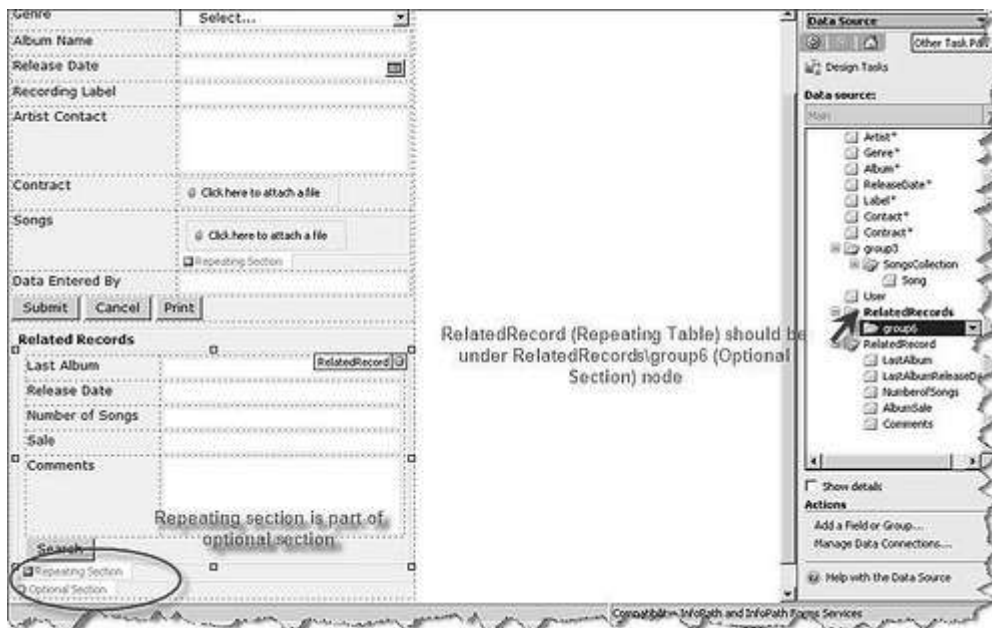 Genre
Select...
Album Name
Release Date
Recording Label
Artist Contact
Contract
Click here to attach a file
Songs
Click here to attach a file
Repeating Section
Data Entered By
Submit Cancel Print
Related Records
Last Album
RelatedRecord
Release Date
Number of Songs
Sale
Comments
Repeating section is part of
optional section
Search
Repeating Section
Optional Section
RelatedRecord (Repeating Table) should be
under RelatedRecords\group6 (Optional
Section) node
Data Source
Other Task Pan
Design Tasks
Data source:
Main
Artist*
Genre*
Album*
ReleaseDate*
Label*
Contact*
Contract*
group3
SongsCollection
Song
User
RelatedRecords
group6
RelatedRecord
LastAlbum
LastAlbumReleaseDa
NumberofSongs
AlbumSale
Comments
Show details
Actions
Add a Field or Group...
Manage Data Connections...
Help with the Data Source
Compatibility: InfoPath and InfoPath Forms Services